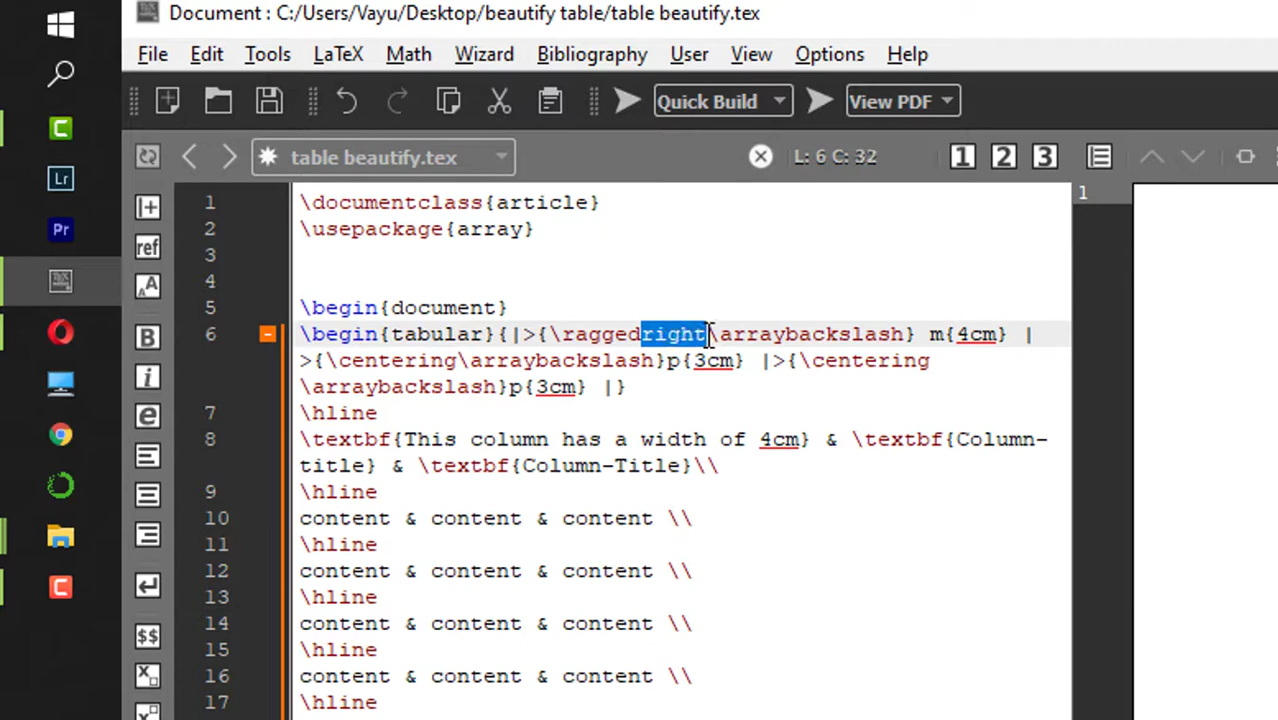 Document : C:/Users/Vayu/Desktop/beautify table/table beautify.tex
File Edit Tools LaTeX Math Wizard Bibliography User View Options Help
Quick Build View PDF
table beautify.tex L: 6 C: 32 1 2 3
1 \documentclass{article} 1
2 \usepackage{array}
3
4
5 \begin{document}
6 \begin{tabular}{|>{\raggedright\arraybackslash} m{4cm} |
>{\centering\arraybackslash}p{3cm} |>{\centering
\arraybackslash}p{3cm} |}
7 \hline
8 \textbf{This column has a width of 4cm} & \textbf{Column-
title} & \textbf{Column-Title}\\
9 \hline
10 content & content & content \\
11 \hline
12 content & content & content \\
13 \hline
14 content & content & content \\
15 \hline
16 content & content & content \\
17 \hline
Lr
Pr
C
C
ref
A
B
i
e
$$
x
x